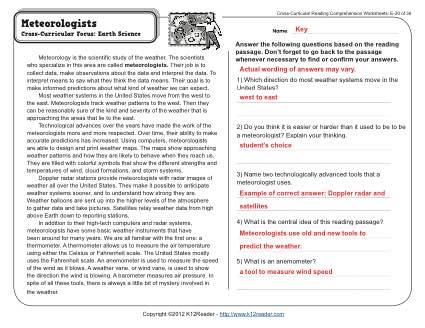 Cross-Curricular Reading Comprehension Worksheets: E-20 of 36
Meteorologists
Cross-Curricular Focus: Earth Science
Name Key
Answer the following questions based on the reading
passage. Don't forget to go back to the passage
whenever necessary to find or confirm your answers.
Actual wording of answers may vary.
1) Which direction do most weather systems move in the
United States?
west to east
2) Do you think it is easier or harder than it used to be to be
a meteorologist? Explain your thinking.
student's choice
3) Name two technologically advanced tools that a
meteorologist uses.
Example of correct answer: Doppler radar and
satellites
4) What is the central idea of this reading passage?
Meteorologists use old and new tools to
predict the weather.
5) What is an anemometer?
a tool to measure wind speed
Meteorology is the scientific study of the weather. The scientists
who specialize in this area are called meteorologists. Their job is to
collect data, make observations about the data and interpret the data. To
interpret means to say what they think the data means. Their goal is to
make informed predictions about what kind of weather we can expect.
Most weather systems in the United States move from the west to
the east. Meteorologists track weather patterns to the west. Then they
can be reasonably sure of the kind and severity of the weather that is
approaching the areas that lie to the east.
Technological advances over the years have made the work of the
meteorologists more and more respected. Over time, their ability to make
accurate predictions has increased. Using computers, meteorologists
are able to design and print weather maps. The maps show approaching
weather patterns and how they are likely to behave when they reach us.
They are filled with colorful symbols that show the different strengths and
temperatures of wind, cloud formations, and storm systems.
Doppler radar stations provide meteorologists with radar images of
weather all over the United States. They make it possible to anticipate
weather systems sooner, and to understand how strong they are.
Weather balloons are sent up into the higher levels of the atmosphere
to gather data and take pictures. Satellites relay weather data from high
above Earth down to reporting stations.
In addition to their high-tech computers and radar systems,
meteorologists have some basic weather instruments that have
been around for many years. We are all familiar with the first one: a
thermometer. A thermometer allows us to measure the air temperature
using either the Celsius or Fahrenheit scale. The United States mostly
uses the Fahrenheit scale. An anemometer is used to measure the speed
of the wind as it blows. A weather vane, or wind vane, is used to show
the direction the wind is blowing. A barometer measures air pressure. In
spite of all these tools, there is always a little bit of mystery involved in
the weather.
Copyright ©2012 K12Reader - http://www.k12reader.com